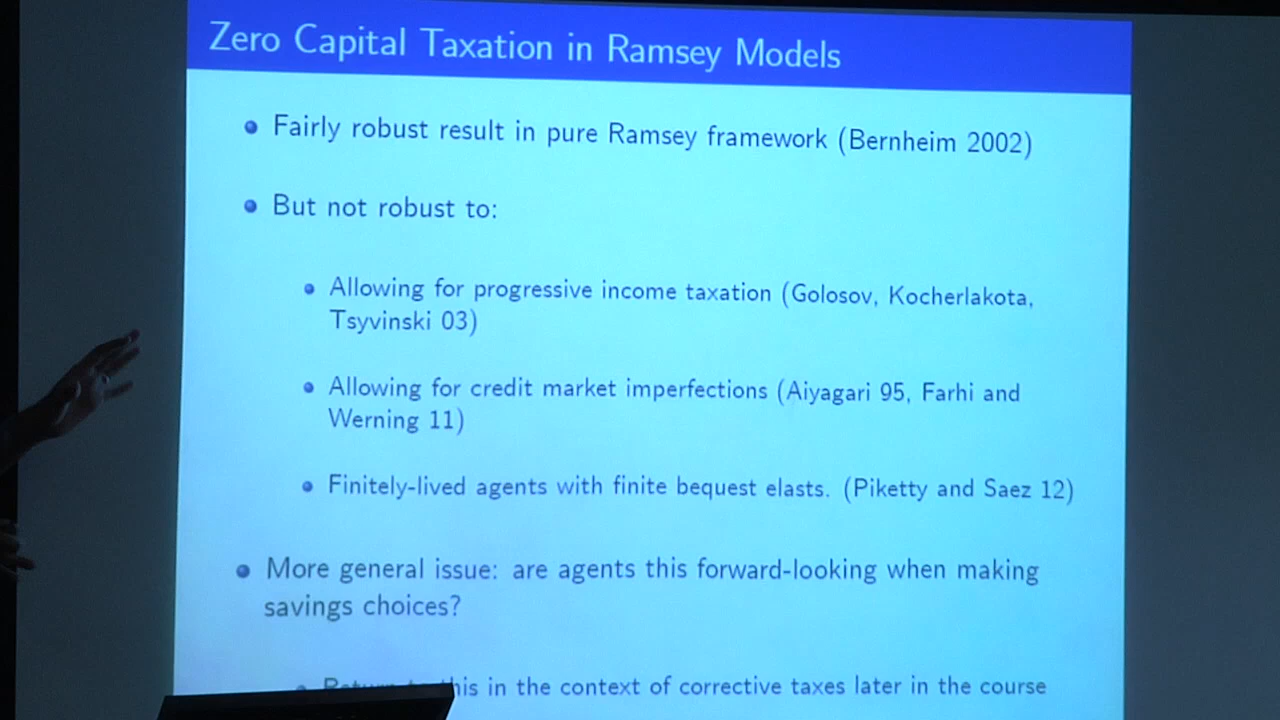 Zero Capital Taxation in Ramsey Models
Fairly robust result in pure Ramsey framework (Bernheim 2002)
But not robust to:
Allowing for progressive income taxation (Golosov, Kocherlakota,
Tsyvinski 03)
Allowing for credit market imperfections (Aiyagari 95, Farhi and
Werning 11)
Finitely-lived agents with finite bequest elasts. (Piketty and Saez 12)
More general issue: are agents this forward-looking when making
savings choices?
this in the context of corrective taxes later in the course